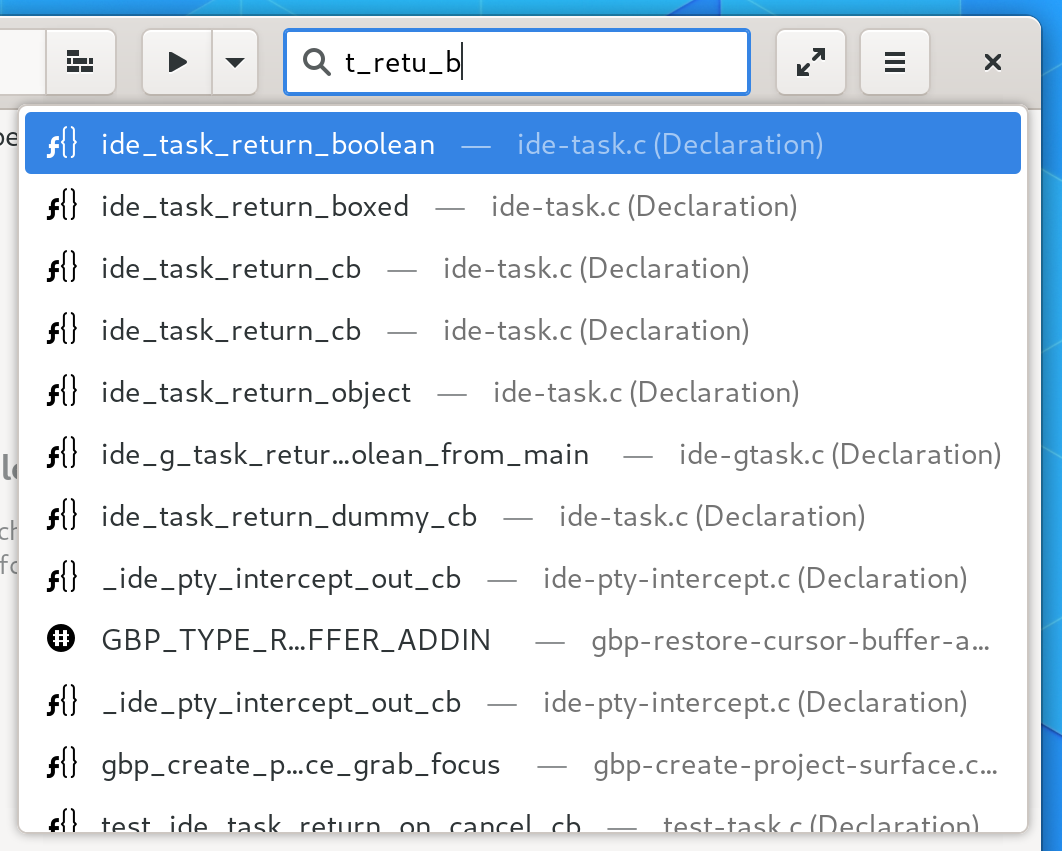 t_retu_b
ide_task_return_boolean — ide-task.c (Declaration)
ide_task_return_boxed — ide-task.c (Declaration)
ide_task_return_cb — ide-task.c (Declaration)
ide_task_return_cb — ide-task.c (Declaration)
ide_task_return_object — ide-task.c (Declaration)
ide_g_task_retur…olean_from_main — ide-gtask.c (Declaration)
ide_task_return_dummy_cb — ide-task.c (Declaration)
_ide_pty_intercept_out_cb — ide-pty-intercept.c (Declaration)
GBP_TYPE_R…FFER_ADDIN — gbp-restore-cursor-buffer-a…
_ide_pty_intercept_out_cb — ide-pty-intercept.c (Declaration)
gbp_create_p…ce_grab_focus — gbp-create-project-surface.c…
test_ide_task_return_on_cancel_cb — test-task.c (Declaration)